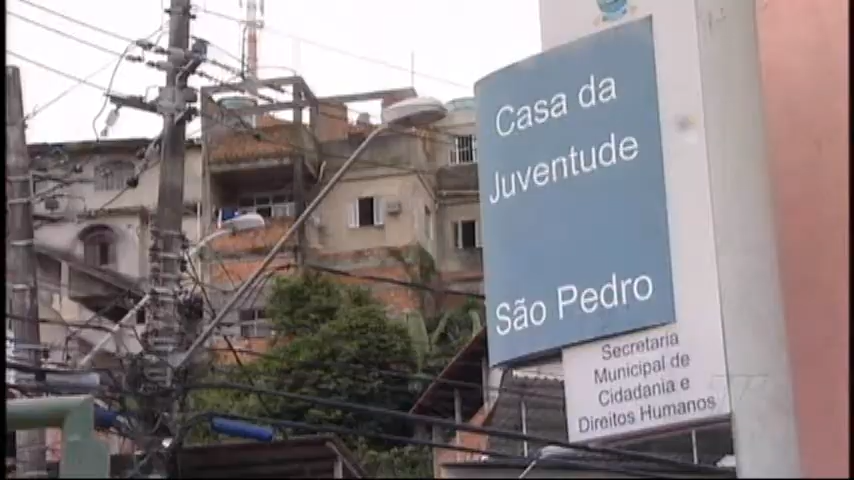 Casa da
Juventude
São Pedro
Secretaria
Municipal de
Cidadania e
Direitos Humanos